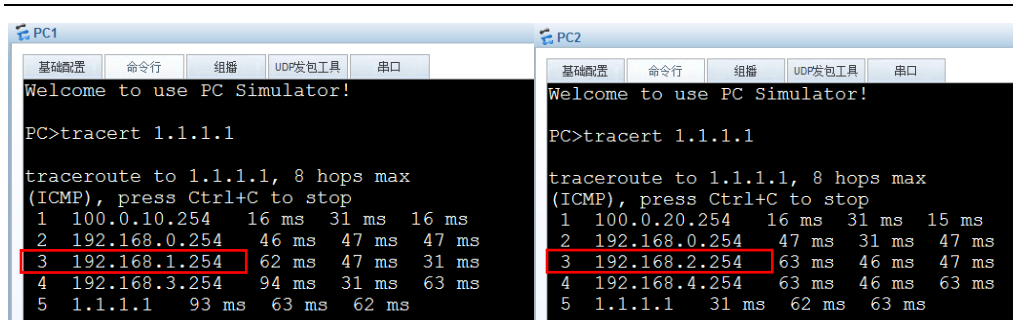 PC1
基础配置 命令行 组播 UDP发包工具 串口
Welcome to use PC Simulator!
PC>tracert 1.1.1.1
traceroute to 1.1.1.1, 8 hops max
(ICMP), press Ctrl+C to stop
1 100.0.10.254 16 ms 31 ms 16 ms
2 192.168.0.254 46 ms 47 ms 47 ms
3 192.168.1.254 62 ms 47 ms 31 ms
4 192.168.3.254 94 ms 31 ms 63 ms
5 1.1.1.1 93 ms 63 ms 62 ms
PC2
基础配置 命令行 组播 UDP发包工具 串口
Welcome to use PC Simulator!
PC>tracert 1.1.1.1
traceroute to 1.1.1.1, 8 hops max
(ICMP), press Ctrl+C to stop
1 100.0.20.254 16 ms 31 ms 15 ms
2 192.168.0.254 47 ms 31 ms 47 ms
3 192.168.2.254 63 ms 46 ms 47 ms
4 192.168.4.254 63 ms 46 ms 63 ms
5 1.1.1.1 31 ms 62 ms 63 ms